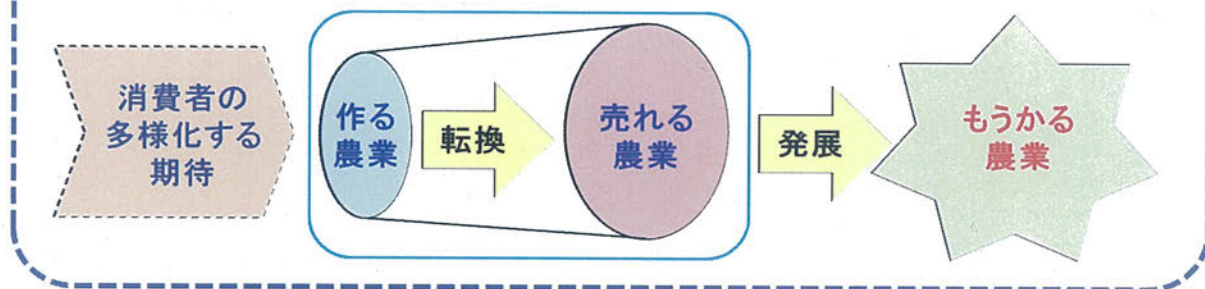 消費者の
多様化する
期待
作る
農業
転換
売れる
農業
発展
もうかる
農業